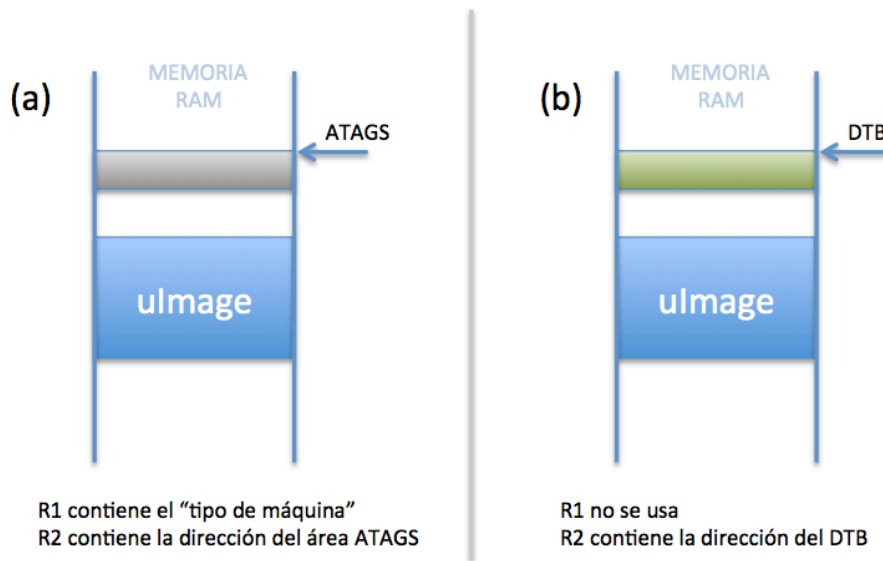 (a)
MEMORIA
RAM
ATAGS
uImage
R1 contiene el “tipo de máquina”
R2 contiene la dirección del área ATAGS
(b)
MEMORIA
RAM
DTB
uImage
R1 no se usa
R2 contiene la dirección del DTB